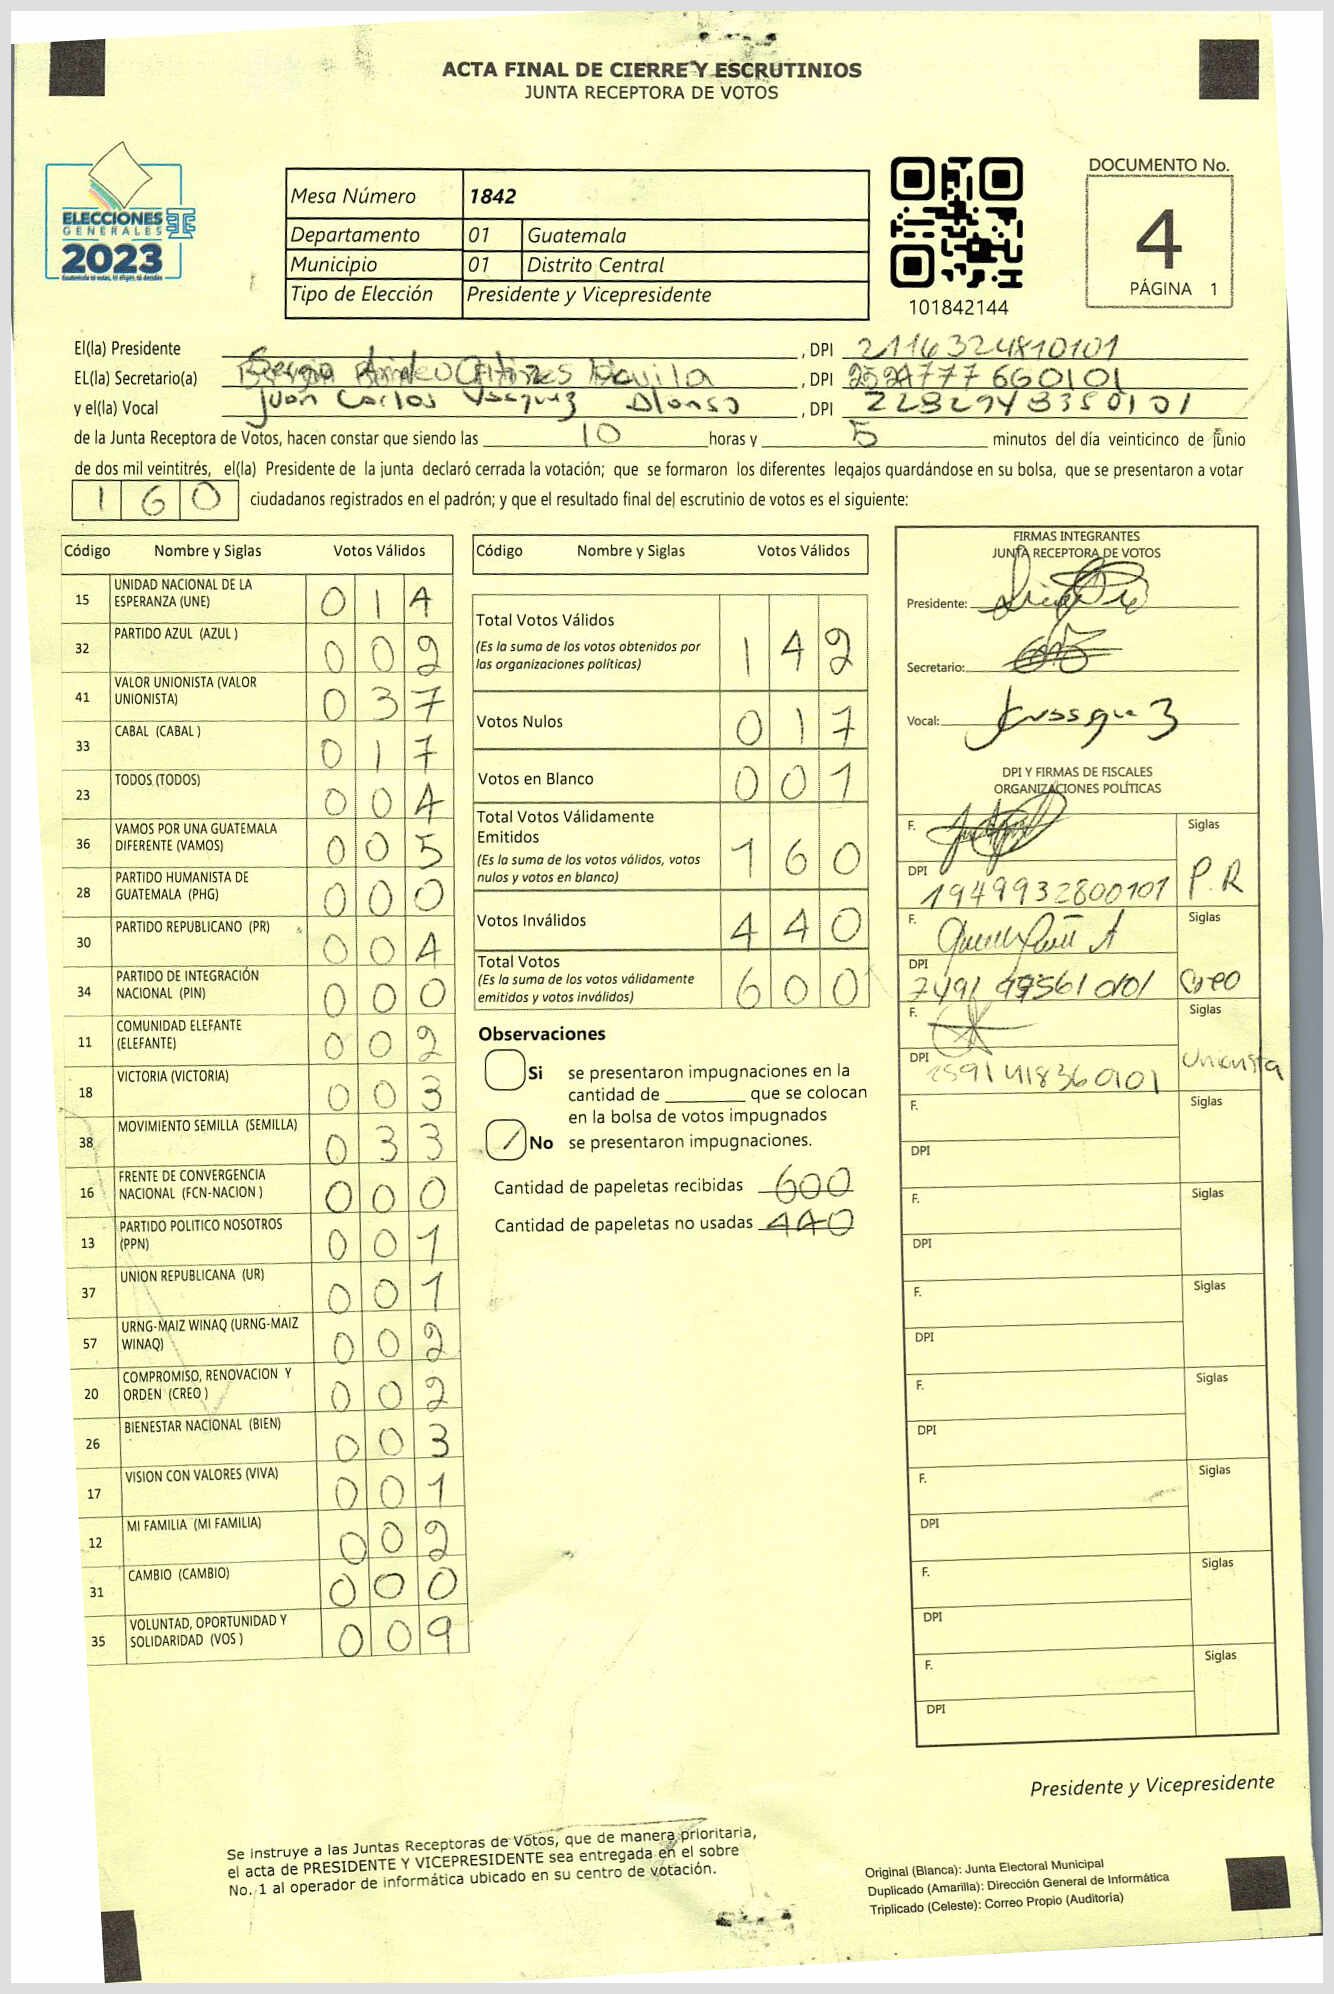 ACTA FINAL DE CIERRE Y ESCRUTINIOS
JUNTA RECEPTORA DE VOTOS
ELECCIONES
GENERALES
2023
Mesa Número 1842
Departamento 01 Guatemala
Municipio 01 Distrito Central
Tipo de Elección Presidente y Vicepresidente
101842144
DOCUMENTO No.
4
PÁGINA 1
El(la) Presidente , DPI 2116324810101
EL(la) Secretario(a) , DPI
y el(la) Vocal Juan Carlos Vasquez Alonso , DPI 2282948350101
de la Junta Receptora de Votos, hacen constar que siendo las 10 horas y 5 minutos del día veinticinco de junio
de dos mil veintitrés, el(la) Presidente de la junta declaró cerrada la votación; que se formaron los diferentes legajos quardándose en su bolsa, que se presentaron a votar
160 ciudadanos registrados en el padrón; y que el resultado final del escrutinio de votos es el siguiente:
Código Nombre y Siglas Votos Válidos
15 UNIDAD NACIONAL DE LA ESPERANZA (UNE) 014
32 PARTIDO AZUL (AZUL ) 002
41 VALOR UNIONISTA (VALOR UNIONISTA) 037
33 CABAL (CABAL ) 017
23 TODOS (TODOS) 004
36 VAMOS POR UNA GUATEMALA DIFERENTE (VAMOS) 005
28 PARTIDO HUMANISTA DE GUATEMALA (PHG) 000
30 PARTIDO REPUBLICANO (PR) 004
34 PARTIDO DE INTEGRACIÓN NACIONAL (PIN) 000
11 COMUNIDAD ELEFANTE (ELEFANTE) 002
18 VICTORIA (VICTORIA) 003
38 MOVIMIENTO SEMILLA (SEMILLA) 033
16 FRENTE DE CONVERGENCIA NACIONAL (FCN-NACION ) 000
13 PARTIDO POLITICO NOSOTROS (PPN) 001
37 UNION REPUBLICANA (UR) 001
57 URNG-MAIZ WINAQ (URNG-MAIZ WINAQ) 002
20 COMPROMISO, RENOVACION Y ORDEN (CREO ) 002
26 BIENESTAR NACIONAL (BIEN) 003
17 VISION CON VALORES (VIVA) 001
12 MI FAMILIA (MI FAMILIA) 002
31 CAMBIO (CAMBIO) 000
35 VOLUNTAD, OPORTUNIDAD Y SOLIDARIDAD (VOS ) 009
Código Nombre y Siglas Votos Válidos
Total Votos Válidos 142
(Es la suma de los votos obtenidos por
las organizaciones políticas)
Votos Nulos 017
Votos en Blanco 001
Total Votos Válidamente
Emitidos 160
(Es la suma de los votos válidos, votos
nulos y votos en blanco)
Votos Inválidos 440
Total Votos 600
(Es la suma de los votos válidamente
emitidos y votos inválidos)
Observaciones
Si se presentaron impugnaciones en la
cantidad de ________ que se colocan
en la bolsa de votos impugnados
No se presentaron impugnaciones.
Cantidad de papeletas recibidas 600
Cantidad de papeletas no usadas 440
FIRMAS INTEGRANTES
JUNTA RECEPTORA DE VOTOS
Presidente:
Secretario:
Vocal:
DPI Y FIRMAS DE FISCALES
ORGANIZACIONES POLÍTICAS
F. Siglas
DPI 1949932800101 P.R
F. Siglas
DPI Creo
F. Siglas
DPI Unionista
F. Siglas
DPI
F. Siglas
DPI
F. Siglas
DPI
F. Siglas
DPI
F. Siglas
DPI
F. Siglas
DPI
F. Siglas
DPI
Presidente y Vicepresidente
Se instruye a las Juntas Receptoras de Votos, que de manera prioritaria,
el acta de PRESIDENTE Y VICEPRESIDENTE sea entregada en el sobre
No. 1 al operador de informática ubicado en su centro de votación.
Original (Blanca): Junta Electoral Municipal
Duplicado (Amarilla): Dirección General de Informática
Triplicado (Celeste): Correo Propio (Auditoria)